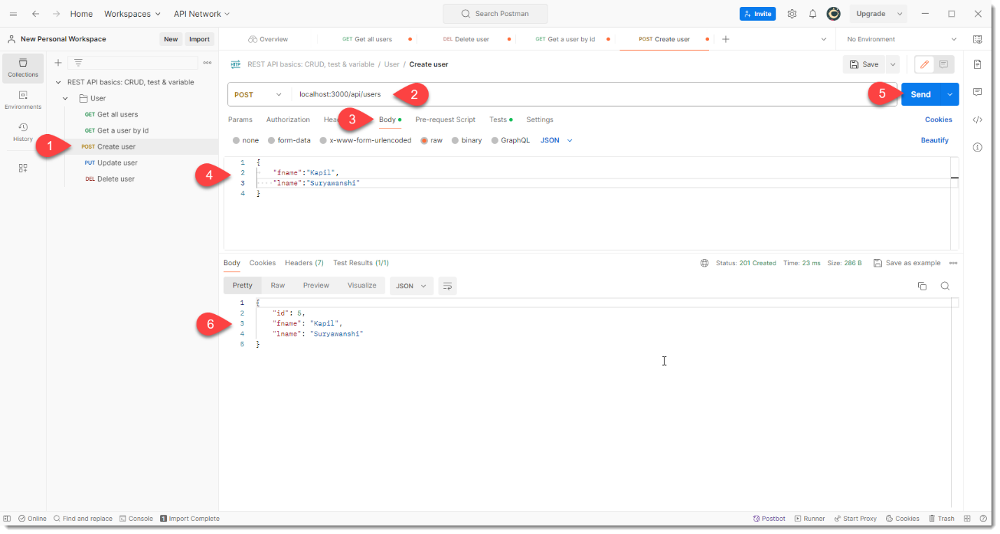 Home Workspaces API Network Search Postman Invite Upgrade
New Personal Workspace New Import Overview GET Get all users DEL Delete user GET Get a user by id POST Create user No Environment
Collections
REST API basics: CRUD, test & variable / User / Create user Save
REST API basics: CRUD, test & variable
POST localhost:3000/api/users 2 5 Send
User
Environments
GET Get all users
3
Params Authorization Hea Body Pre-request Script Tests Settings Cookies
GET Get a user by id
History
1
POST Create user
none form-data x-www-form-urlencoded raw binary GraphQL JSON Beautify
PUT Update user
DEL Delete user
4
1 {
2 "fname":"Kapil",
3 "lname":"Suryawanshi"
4 }
Body Cookies Headers (7) Test Results (1/1) Status: 201 Created Time: 23 ms Size: 286 B Save as example
Pretty Raw Preview Visualize JSON
6
1 {
2 "id": 5,
3 "fname": "Kapil",
4 "lname": "Suryawanshi"
5 }
Online Find and replace Console 1 Import Complete Postbot Runner Start Proxy Cookies Trash